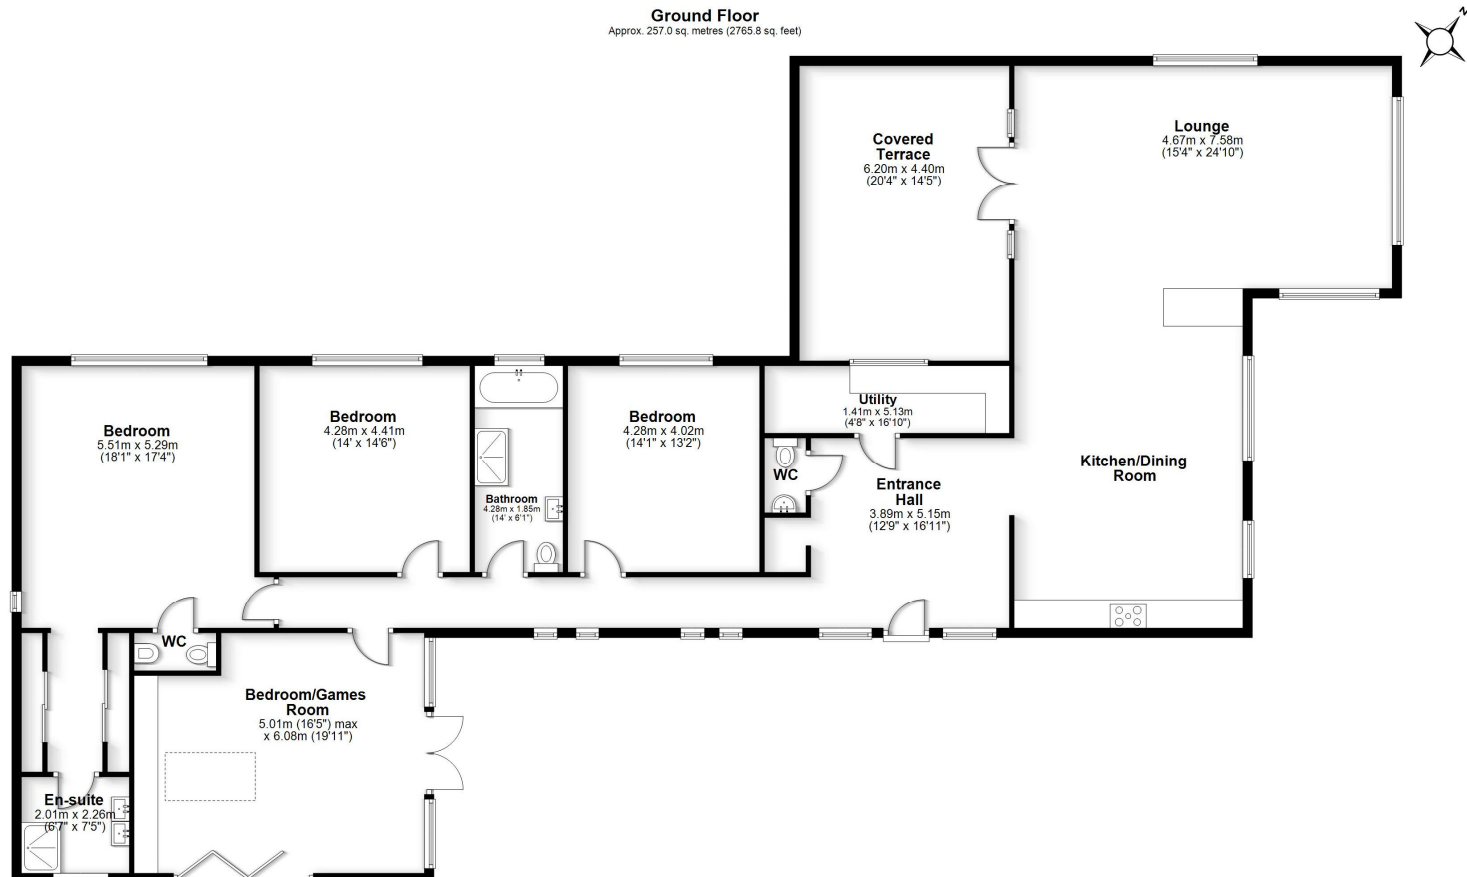 Ground Floor
Approx. 257.0 sq. metres (2765.8 sq. feet)
N
Covered
Terrace
6.20m x 4.40m
(20'4" x 14'5")
Lounge
4.67m x 7.58m
(15'4" x 24'10")
Bedroom
5.51m x 5.29m
(18'1" x 17'4")
Bedroom
4.28m x 4.41m
(14' x 14'6")
Bathroom
4.28m x 1.85m
(14' x 6'1")
Bedroom
4.28m x 4.02m
(14'1" x 13'2")
Utility
1.41m x 5.13m
(4'8" x 16'10")
WC
Entrance
Hall
3.89m x 5.15m
(12'9" x 16'11")
Kitchen/Dining
Room
WC
Bedroom/Games
Room
5.01m (16'5") max
x 6.08m (19'11")
En-suite
2.01m x 2.26m
(6'7" x 7'5")